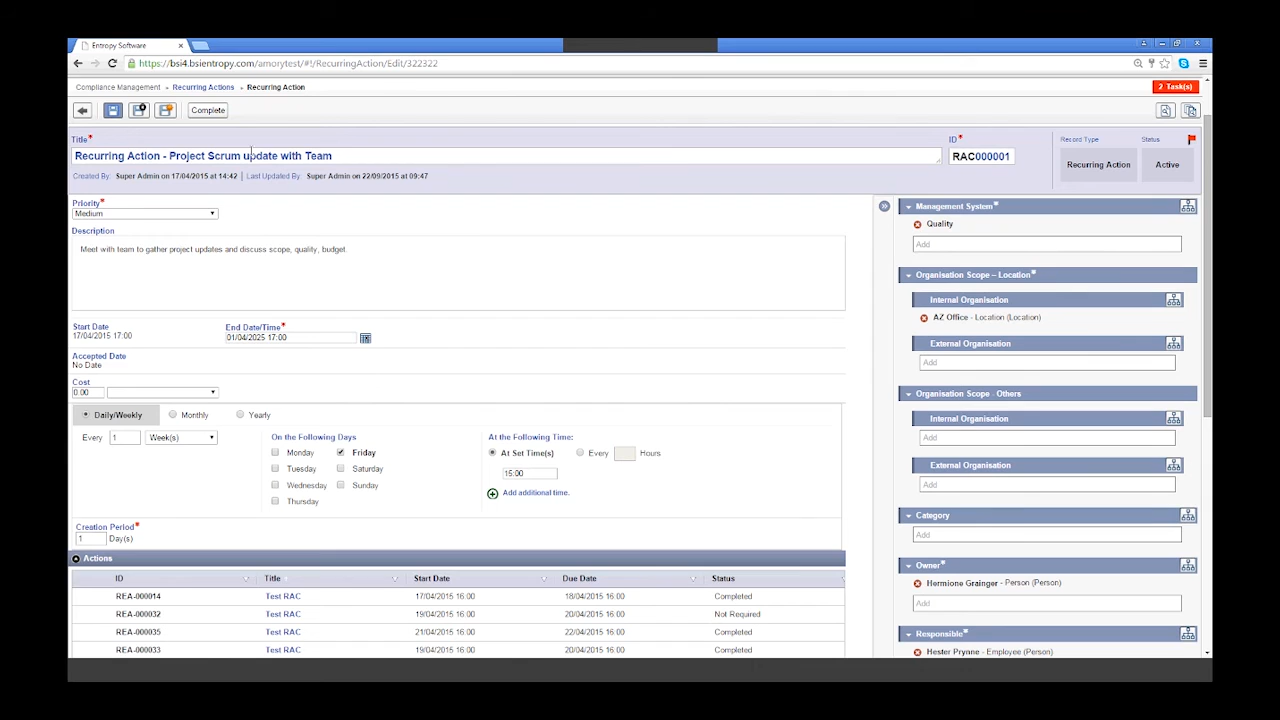 Entropy Software
https://bsi4.bsientropy.com/amorytest/#!/RecurringAction/Edit/322322
Compliance Management Recurring Actions Recurring Action
2 Task(s)
Complete
Title*
ID*
Record Type
Status
Recurring Action - Project Scrum update with Team
RAC000001
Recurring Action
Active
Created By: Super Admin on 17/04/2015 at 14:42 | Last Updated By: Super Admin on 22/09/2015 at 09:47
Priority*
Medium
Description
Meet with team to gather project updates and discuss scope, quality, budget.
Start Date
17/04/2015 17:00
End Date/Time*
01/04/2025 17:00
Accepted Date
No Date
Cost
0.00
Daily/Weekly Monthly Yearly
Every 1 Week(s)
On the Following Days
Monday Friday
Tuesday Saturday
Wednesday Sunday
Thursday
At the Following Time:
At Set Time(s) Every Hours
15:00
Add additional time.
Creation Period*
1 Day(s)
Actions
ID Title Start Date Due Date Status
REA-000014 Test RAC 17/04/2015 16:00 18/04/2015 16:00 Completed
REA-000032 Test RAC 19/04/2015 16:00 20/04/2015 16:00 Not Required
REA-000035 Test RAC 21/04/2015 16:00 22/04/2015 16:00 Completed
REA-000033 Test RAC 19/04/2015 16:00 20/04/2015 16:00 Completed
Management System*
Quality
Add
Organisation Scope – Location*
Internal Organisation
AZ Office - Location (Location)
External Organisation
Add
Organisation Scope - Others
Internal Organisation
Add
External Organisation
Add
Category
Add
Owner*
Hermione Grainger - Person (Person)
Add
Responsible*
Hester Prynne - Employee (Person)